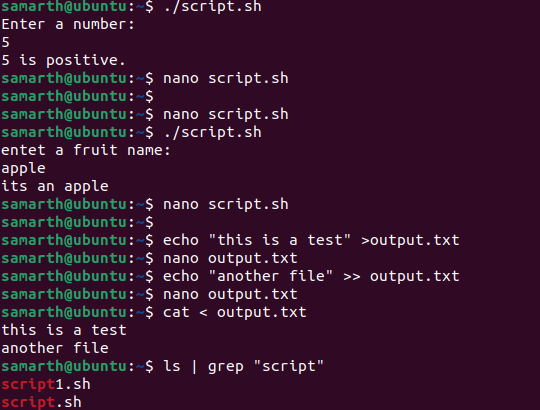 samarth@ubuntu:~$ ./script.sh
Enter a number:
5
5 is positive.
samarth@ubuntu:~$ nano script.sh
samarth@ubuntu:~$
samarth@ubuntu:~$ nano script.sh
samarth@ubuntu:~$ ./script.sh
entet a fruit name:
apple
its an apple
samarth@ubuntu:~$ nano script.sh
samarth@ubuntu:~$
samarth@ubuntu:~$ echo "this is a test" >output.txt
samarth@ubuntu:~$ nano output.txt
samarth@ubuntu:~$ echo "another file" >> output.txt
samarth@ubuntu:~$ nano output.txt
samarth@ubuntu:~$ cat < output.txt
this is a test
another file
samarth@ubuntu:~$ ls | grep "script"
script1.sh
script.sh